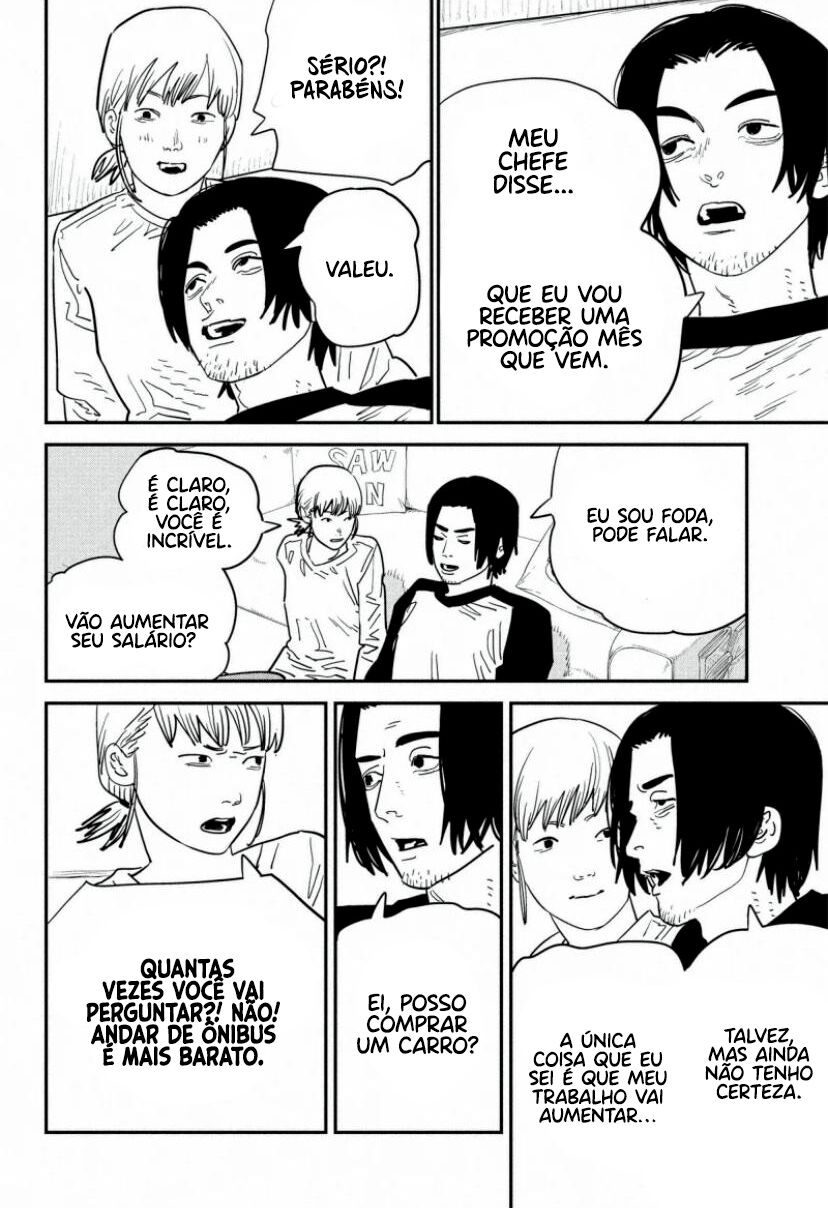 MEU
CHEFE
DISSE...
QUE EU VOU
RECEBER UMA
PROMOÇÃO MÊS
QUE VEM.
SÉRIO?!
PARABÉNS!
VALEU.
EU SOU FODA,
PODE FALAR.
É CLARO,
É CLARO,
VOCÊ É
INCRÍVEL.
VÃO AUMENTAR
SEU SALÁRIO?
SAW
N
TALVEZ,
MAS AINDA
NÃO TENHO
CERTEZA.
A ÚNICA
COISA QUE EU
SEI É QUE MEU
TRABALHO VAI
AUMENTAR...
EI, POSSO
COMPRAR
UM CARRO?
QUANTAS
VEZES VOCÊ VAI
PERGUNTAR?! NÃO!
ANDAR DE ÔNIBUS
É MAIS BARATO.